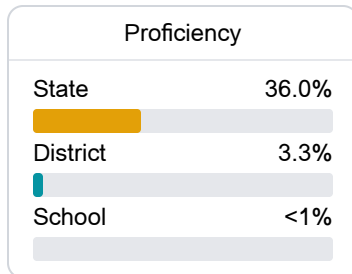 Proficiency
State 36.0%
District 3.3%
School <1%